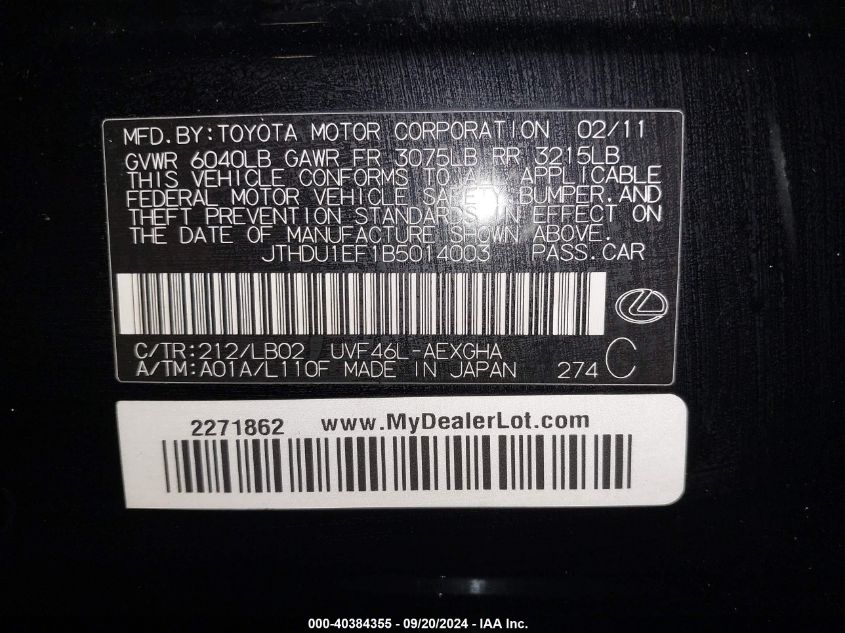 MFD.BY:TOYOTA MOTOR CORPORATION 02/11
GVWR 6040LB GAWR FR 3075LB RR 3215LB
THIS VEHICLE CONFORMS TO ALL APPLICABLE
FEDERAL MOTOR VEHICLE SAFETY,BUMPER,AND
THEFT PREVENTION STANDARDS IN EFFECT ON
THE DATE OF MANUFACTURE SHOWN ABOVE.
JTHDU1EF1B5014003 PASS.CAR
C/TR:212/LB02 UVF46L-AEXGHA
A/TM:A01A/L110F MADE IN JAPAN 274 C
2271862 www.MyDealerLot.com
000-40384355 - 09/20/2024 - IAA Inc.